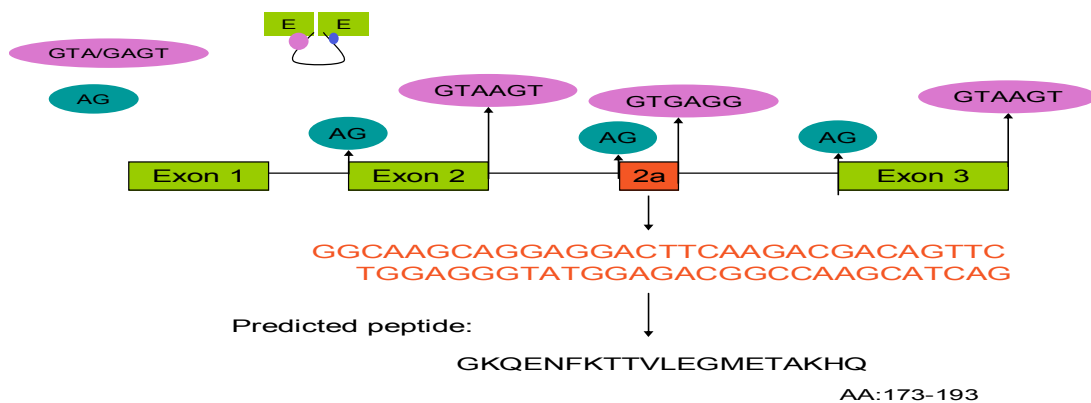 E E
GTA/GAGT
AG
GTAAGT
GTGAGG
GTAAGT
AG
AG
AG
Exon 1
Exon 2
2a
Exon 3
GGCAAGCAGGAGGACTTCAAGACGACAGTTC
TGGAGGGTATGGAGACGGCCAAGCATCAG
Predicted peptide:
GKQENFKTTVLEGMETAKHQ
AA:173-193